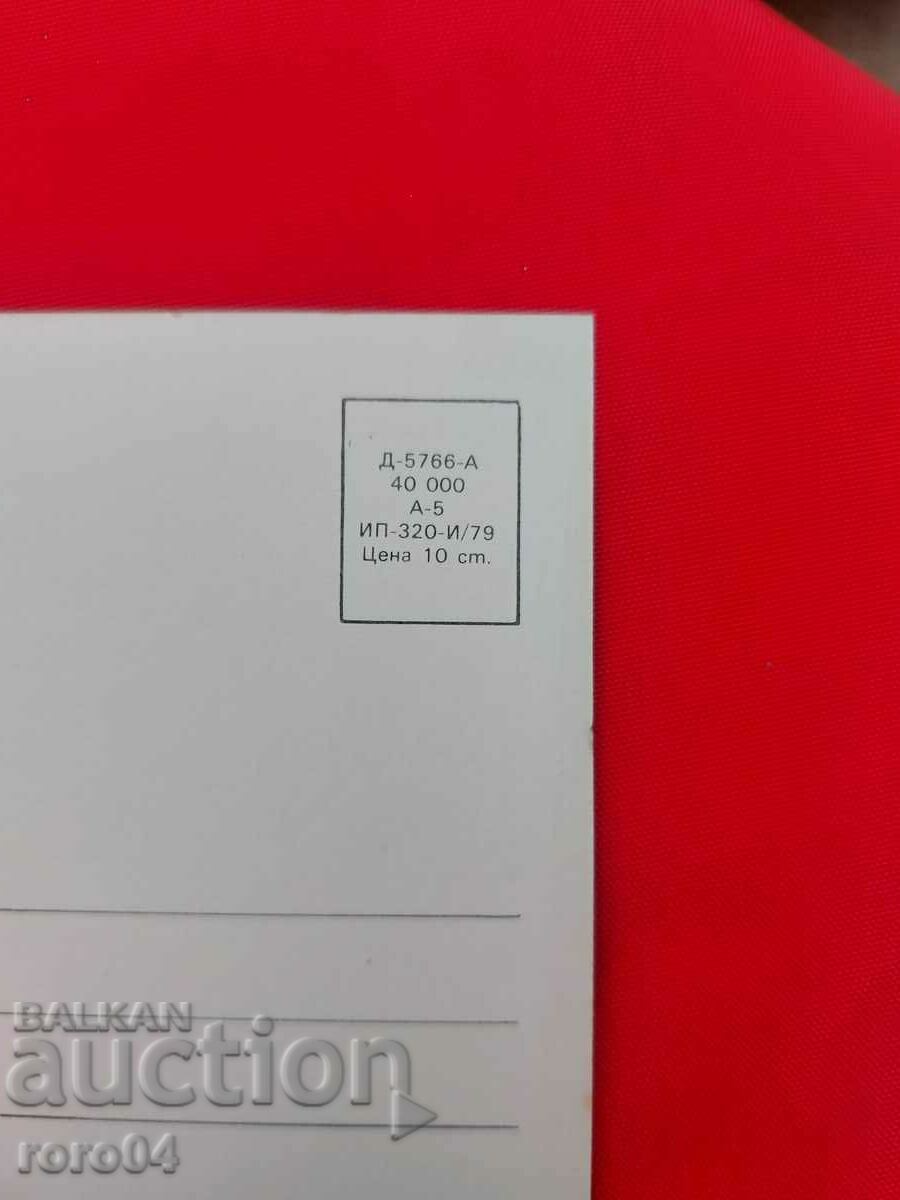 Д-5766-А
40 000
А-5
ИП-320-И/79
Цена 10 ст.
BALKAN
auction
roro04